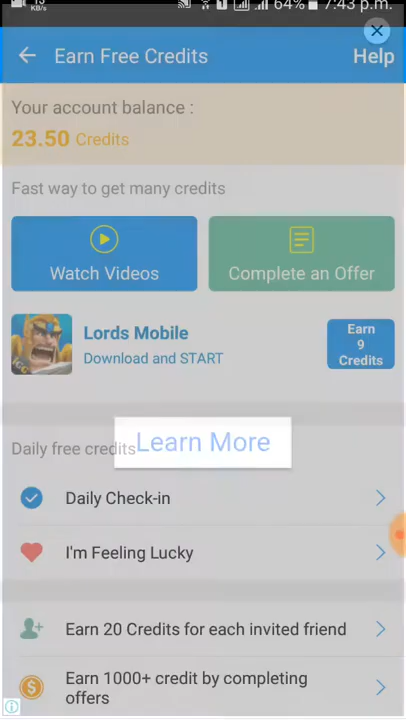 KB/s 64% 7:43 p.m.
Earn Free Credits Help
Your account balance :
23.50 Credits
Fast way to get many credits
Watch Videos Complete an Offer
Lords Mobile
Download and START
Earn
9
Credits
IGG
Learn More
Daily free credits
Daily Check-in
I'm Feeling Lucky
Earn 20 Credits for each invited friend
Earn 1000+ credit by completing
offers